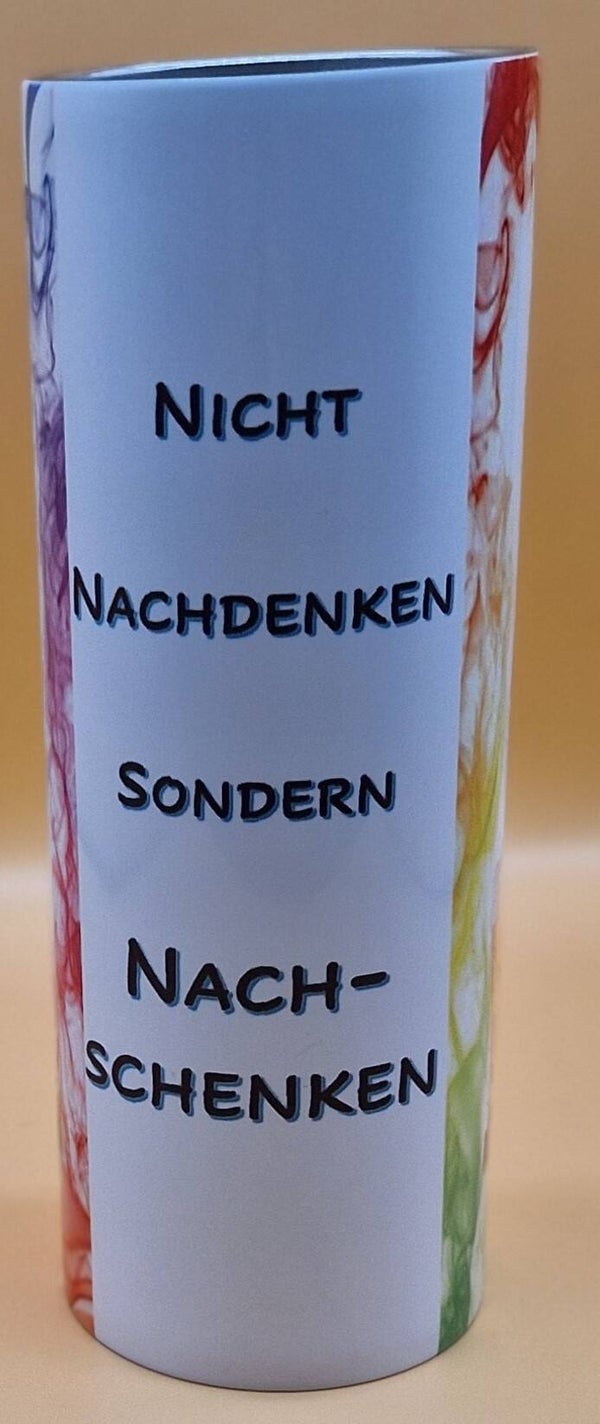 Nicht
Nachdenken
Sondern
Nach-
schenken